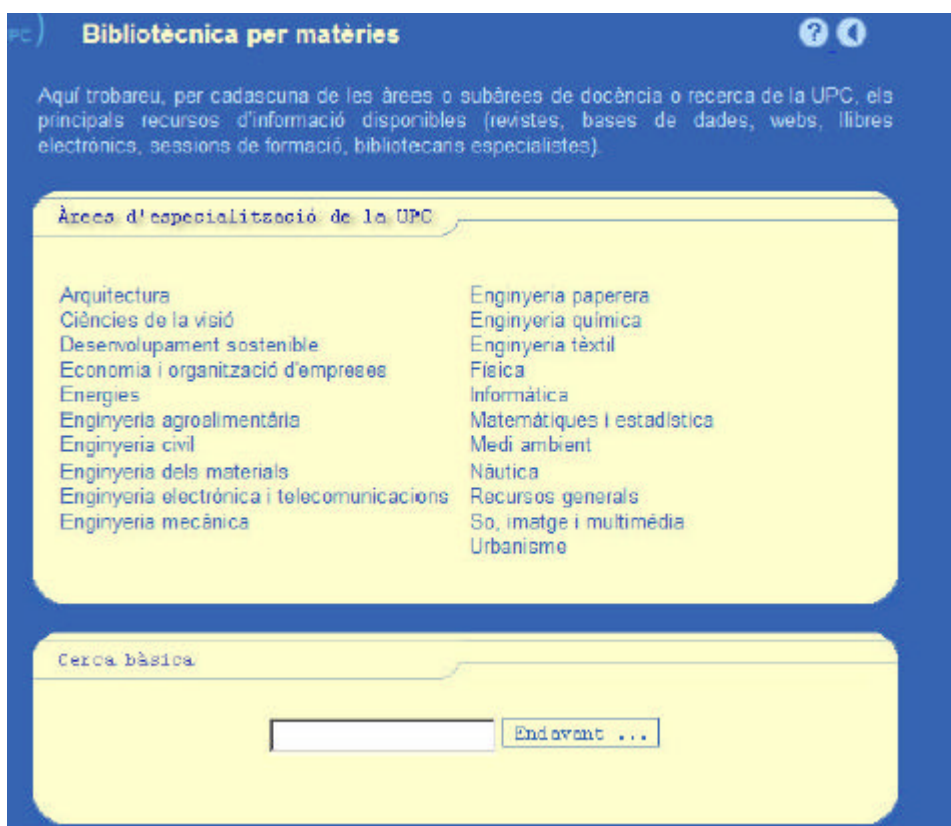 PC)
Bibliotècnica per matèries
Aquí trobareu, per cadascuna de les àrees o subàrees de docència o recerca de la UPC, els
principals recursos d'informació disponibles (revistes, bases de dades, webs, llibres
electrònics, sessions de formació, bibliotecaris especialistes).
Àrees d'especialització de la UPC
Arquitectura
Ciències de la visió
Desenvolupament sostenible
Economia i organització d'empreses
Energies
Enginyeria agroalimentària
Enginyeria civil
Enginyeria dels materials
Enginyeria electrònica i telecomunicacions
Enginyeria mecànica
Enginyeria paperera
Enginyeria química
Enginyeria tèxtil
Física
Informàtica
Matemàtiques i estadística
Medi ambient
Nàutica
Recursos generals
So, imatge i multimèdia
Urbanisme
Cerca bàsica
Endavant ...